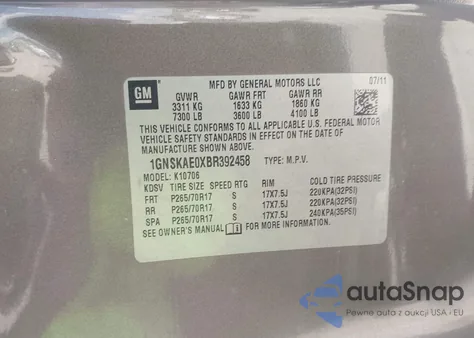 GM
MFD BY GENERAL MOTORS LLC
07/11
GVWR GAWR FRT GAWR RR
3311 KG 1633 KG 1860 KG
7300 LB 3600 LB 4100 LB
THIS VEHICLE CONFORMS TO ALL APPLICABLE U.S. FEDERAL MOTOR
VEHICLE SAFETY STANDARDS IN EFFECT ON THE DATE OF
MANUFACTURE SHOWN ABOVE.
1GNSKAE0XBR392458 TYPE: M.P.V.
MODEL: K10706
KDSV TIRE SIZE SPEED RTG RIM COLD TIRE PRESSURE
FRT P265/70R17 S 17X7.5J 220KPA(32PSI)
RR P265/70R17 S 17X7.5J 220KPA(32PSI)
SPA P265/70R17 S 17X7.5J 240KPA(35PSI)
SEE OWNER'S MANUAL FOR MORE INFORMATION.
autaSnap
Pewne auto z aukcji USA i EU